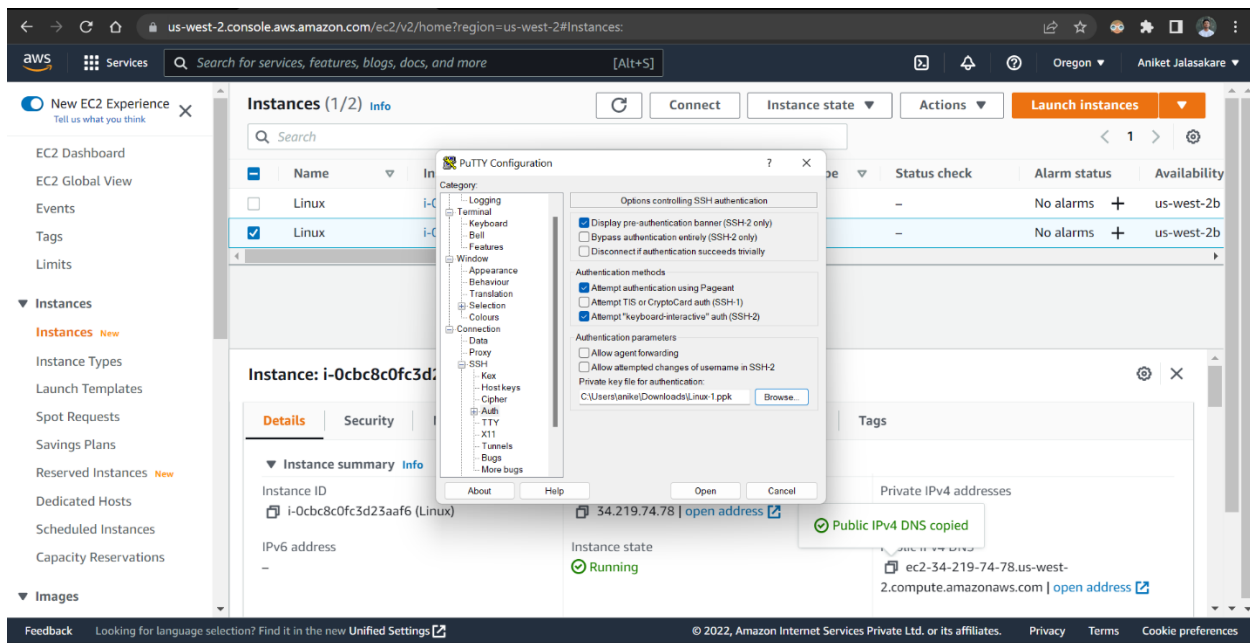 us-west-2.console.aws.amazon.com/ec2/v2/home?region=us-west-2#Instances:
aws Services Search for services, features, blogs, docs, and more [Alt+S] Oregon ▼ Aniket Jalasakare ▼
New EC2 Experience
Tell us what you think
EC2 Dashboard
EC2 Global View
Events
Tags
Limits
Instances
Instances New
Instance Types
Launch Templates
Spot Requests
Savings Plans
Reserved Instances New
Dedicated Hosts
Scheduled Instances
Capacity Reservations
Images
Instances (1/2) Info
Connect Instance state ▼ Actions ▼ Launch instances ▼
Search
1
Name Status check Alarm status Availability
Linux – No alarms + us-west-2b
Linux – No alarms + us-west-2b
PuTTY Configuration ? X
Category:
Logging
Terminal
Keyboard
Bell
Features
Window
Appearance
Behaviour
Translation
Selection
Colours
Connection
Data
Proxy
SSH
Kex
Host keys
Cipher
Auth
TTY
X11
Tunnels
Bugs
More bugs
Options controlling SSH authentication
Display pre-authentication banner (SSH-2 only)
Bypass authentication entirely (SSH-2 only)
Disconnect if authentication succeeds trivially
Authentication methods
Attempt authentication using Pageant
Attempt TIS or CryptoCard auth (SSH-1)
Attempt "keyboard-interactive" auth (SSH-2)
Authentication parameters
Allow agent forwarding
Allow attempted changes of username in SSH-2
Private key file for authentication:
C:\Users\anike\Downloads\Linux-1.ppk Browse...
About Help Open Cancel
Instance: i-0cbc8c0fc3d2
Details Security Tags
Instance summary Info
Instance ID
i-0cbc8c0fc3d23aaf6 (Linux)
IPv6 address
–
34.219.74.78 | open address
Instance state
Running
Private IPv4 addresses
Public IPv4 DNS copied
ec2-34-219-74-78.us-west-
2.compute.amazonaws.com | open address
Feedback Looking for language selection? Find it in the new Unified Settings © 2022, Amazon Internet Services Private Ltd. or its affiliates. Privacy Terms Cookie preferences